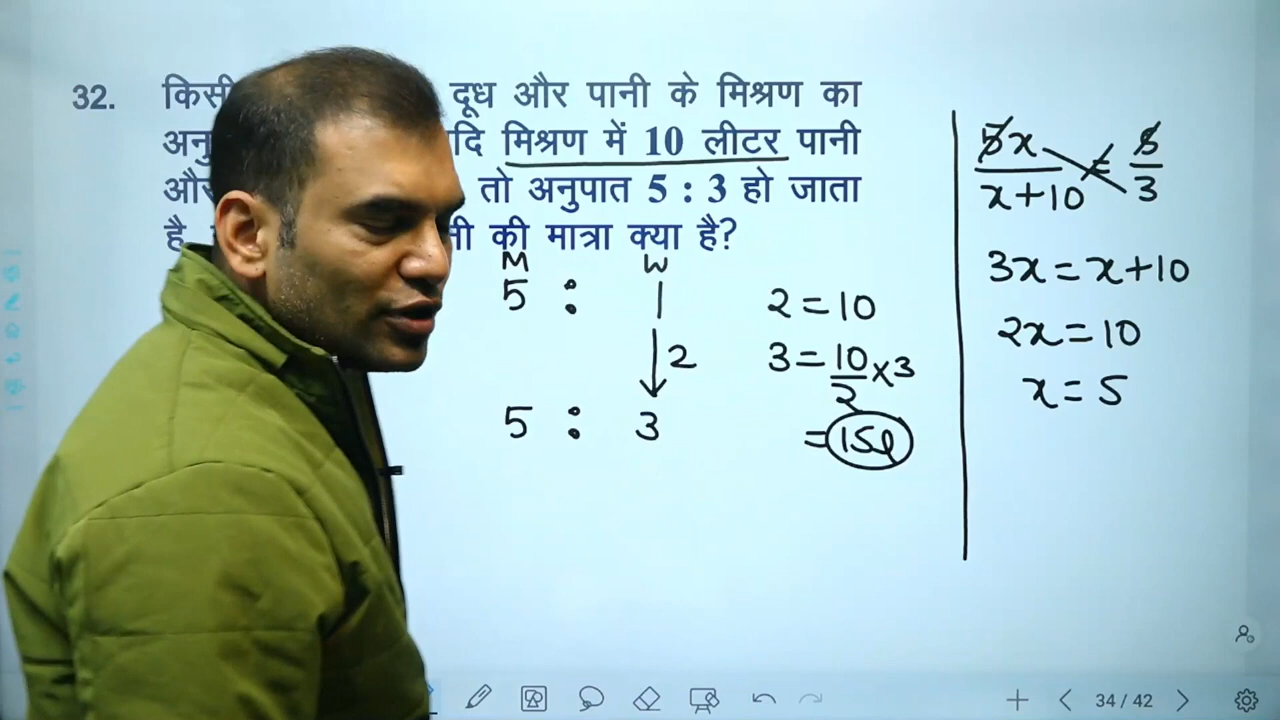 32. किसी दूध और पानी के मिश्रण का
अनु दि मिश्रण में 10 लीटर पानी
और तो अनुपात 5 : 3 हो जाता
है की मात्रा क्या है?
M W
5 : 1
2
5 : 3
2 = 10
3 = 10/2 × 3
= 15l
5x/x+10 = 5/3
3x = x+10
2x = 10
x = 5
34 / 42